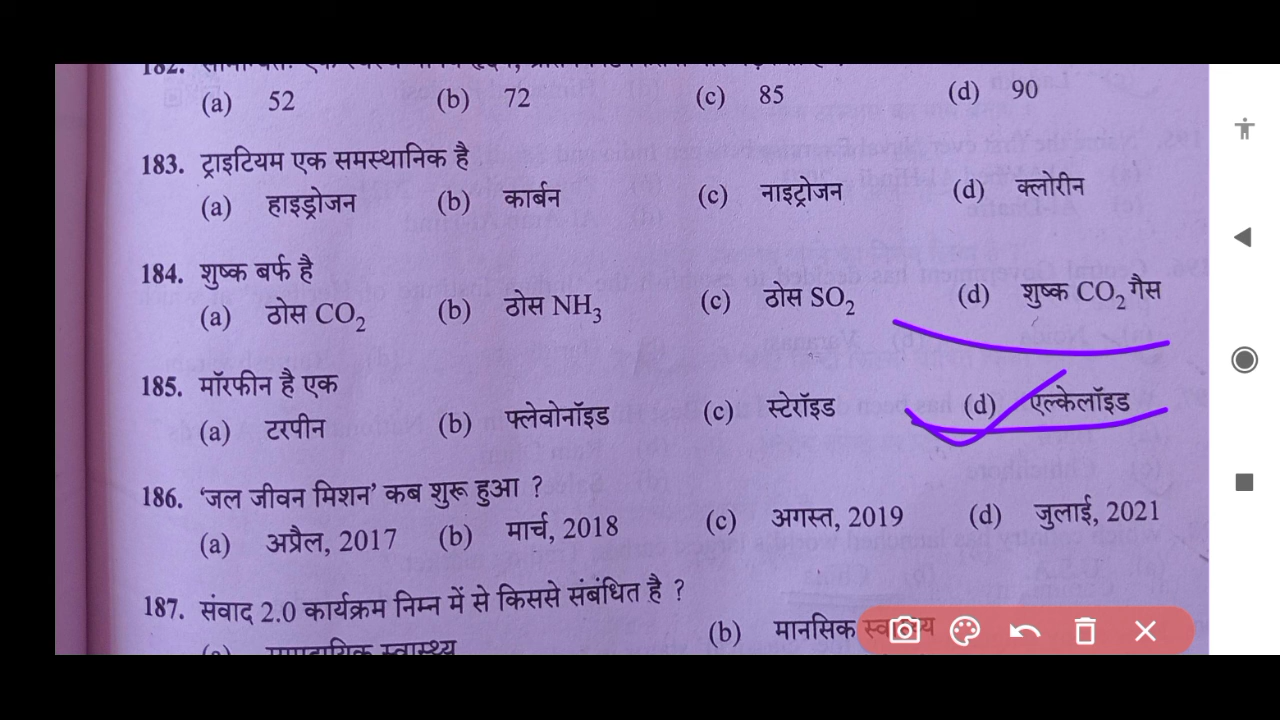 182.
(a) 52 (b) 72 (c) 85 (d) 90
183. ट्राइटियम एक समस्थानिक है
(a) हाइड्रोजन (b) कार्बन (c) नाइट्रोजन (d) क्लोरीन
184. शुष्क बर्फ है
(a) ठोस CO₂ (b) ठोस NH₃ (c) ठोस SO₂ (d) शुष्क CO₂ गैस
185. मॉरफीन है एक
(a) टरपीन (b) फ्लेवोनॉइड (c) स्टेरॉइड (d) एल्केलॉइड
186. ‘जल जीवन मिशन’ कब शुरू हुआ ?
(a) अप्रैल, 2017 (b) मार्च, 2018 (c) अगस्त, 2019 (d) जुलाई, 2021
187. संवाद 2.0 कार्यक्रम निम्न में से किससे संबंधित है ?
(b) मानसिक स्वास्थ्य